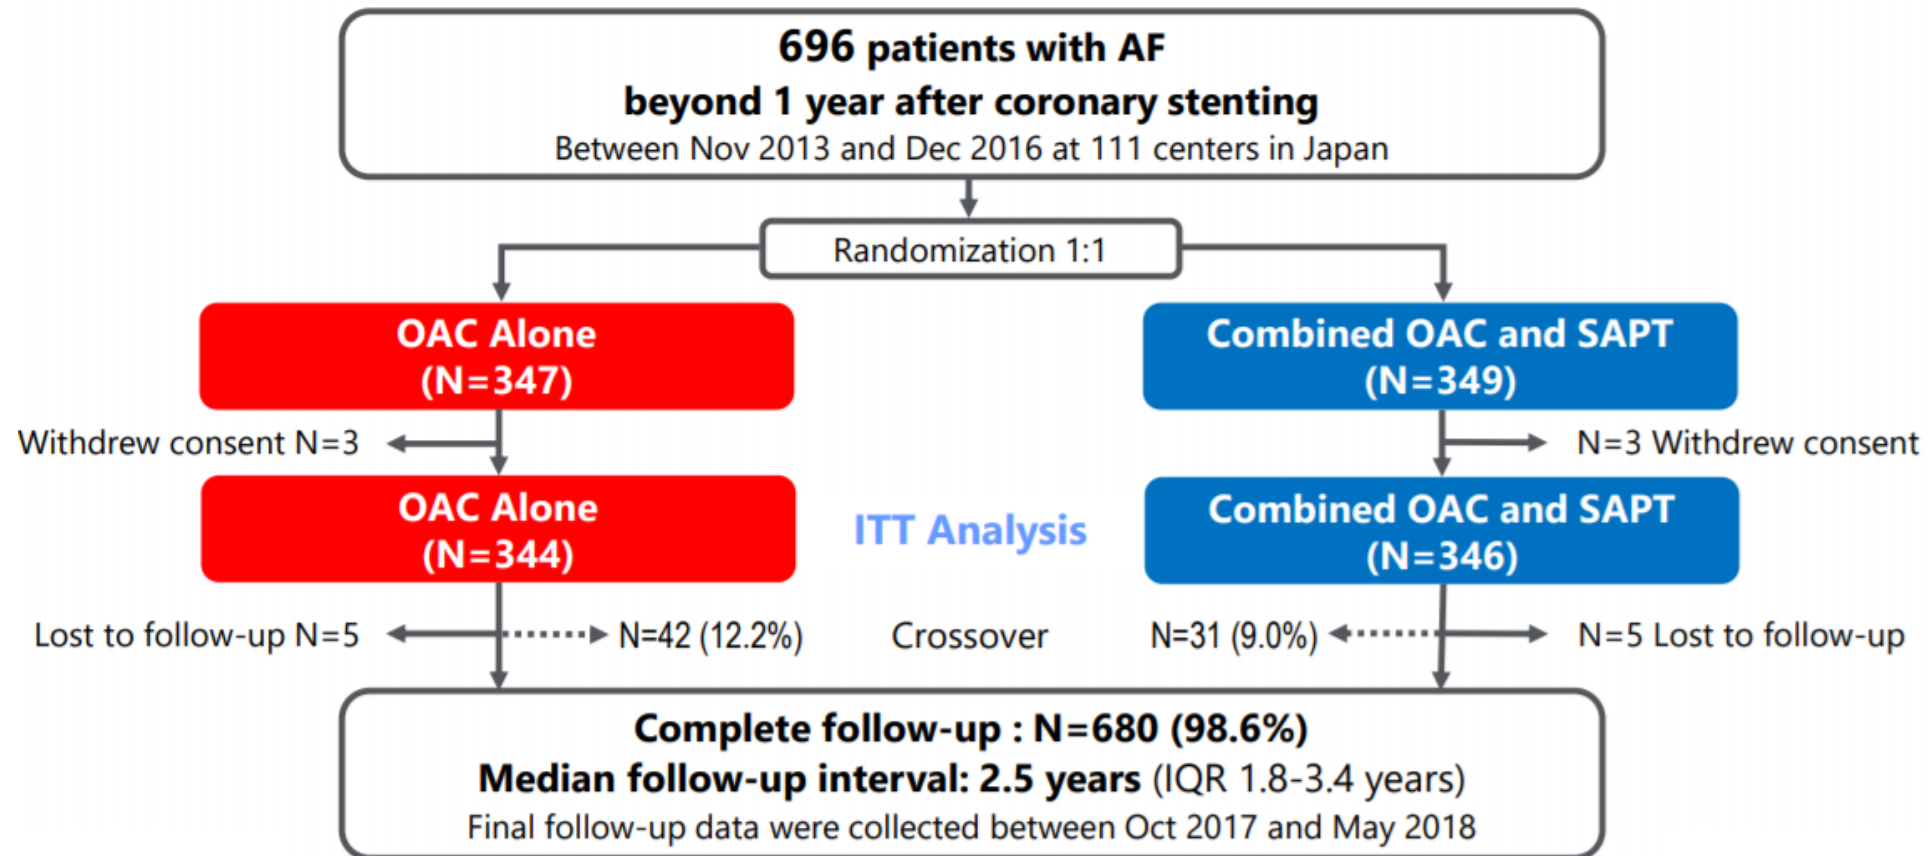 696 patients with AF
beyond 1 year after coronary stenting
Between Nov 2013 and Dec 2016 at 111 centers in Japan
Randomization 1:1
OAC Alone
(N=347)
Combined OAC and SAPT
(N=349)
Withdrew consent N=3
N=3 Withdrew consent
OAC Alone
(N=344)
ITT Analysis
Combined OAC and SAPT
(N=346)
Lost to follow-up N=5
N=42 (12.2%)
Crossover
N=31 (9.0%)
N=5 Lost to follow-up
Complete follow-up : N=680 (98.6%)
Median follow-up interval: 2.5 years (IQR 1.8-3.4 years)
Final follow-up data were collected between Oct 2017 and May 2018